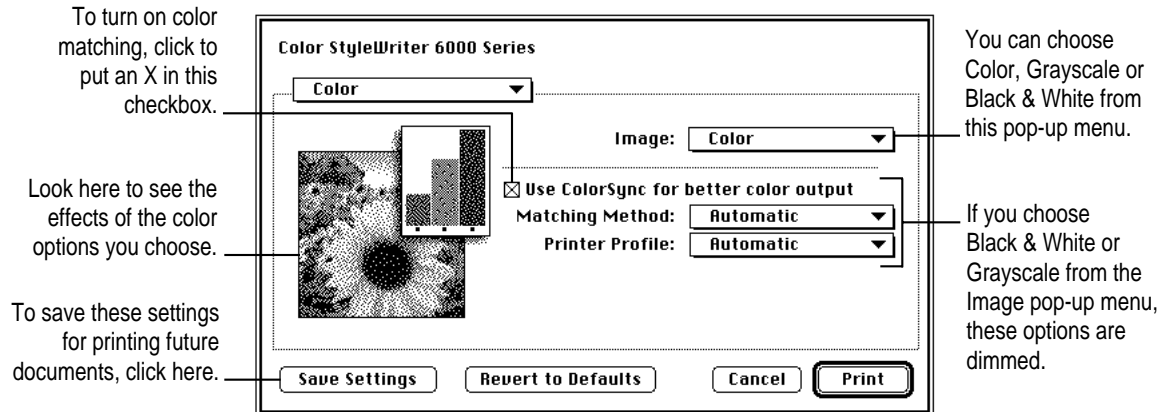 To turn on color
matching, click to
put an X in this
checkbox.
Look here to see the
effects of the color
options you choose.
To save these settings
for printing future
documents, click here.
Color StyleWriter 6000 Series
Color
Image: Color
Use ColorSync for better color output
Matching Method: Automatic
Printer Profile: Automatic
Save Settings Revert to Defaults Cancel Print
You can choose
Color, Grayscale or
Black & White from
this pop-up menu.
If you choose
Black & White or
Grayscale from the
Image pop-up menu,
these options are
dimmed.